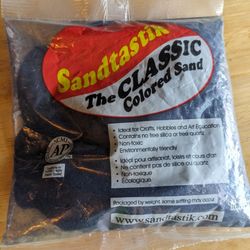 Sandtastik
The CLASSIC
Colored Sand
• Ideal for Crafts, Hobbies and Art Education
• Contains no free silica or free quartz
• Non-toxic
• Environmentally friendly
• Idéal pour artisanat, loisirs et cours d'art
• Ne contient pas de silice ou quartz
• Non-toxique
• Écologique
AP
Packaged by weight, some settling may occur.
www.sandtastik.com